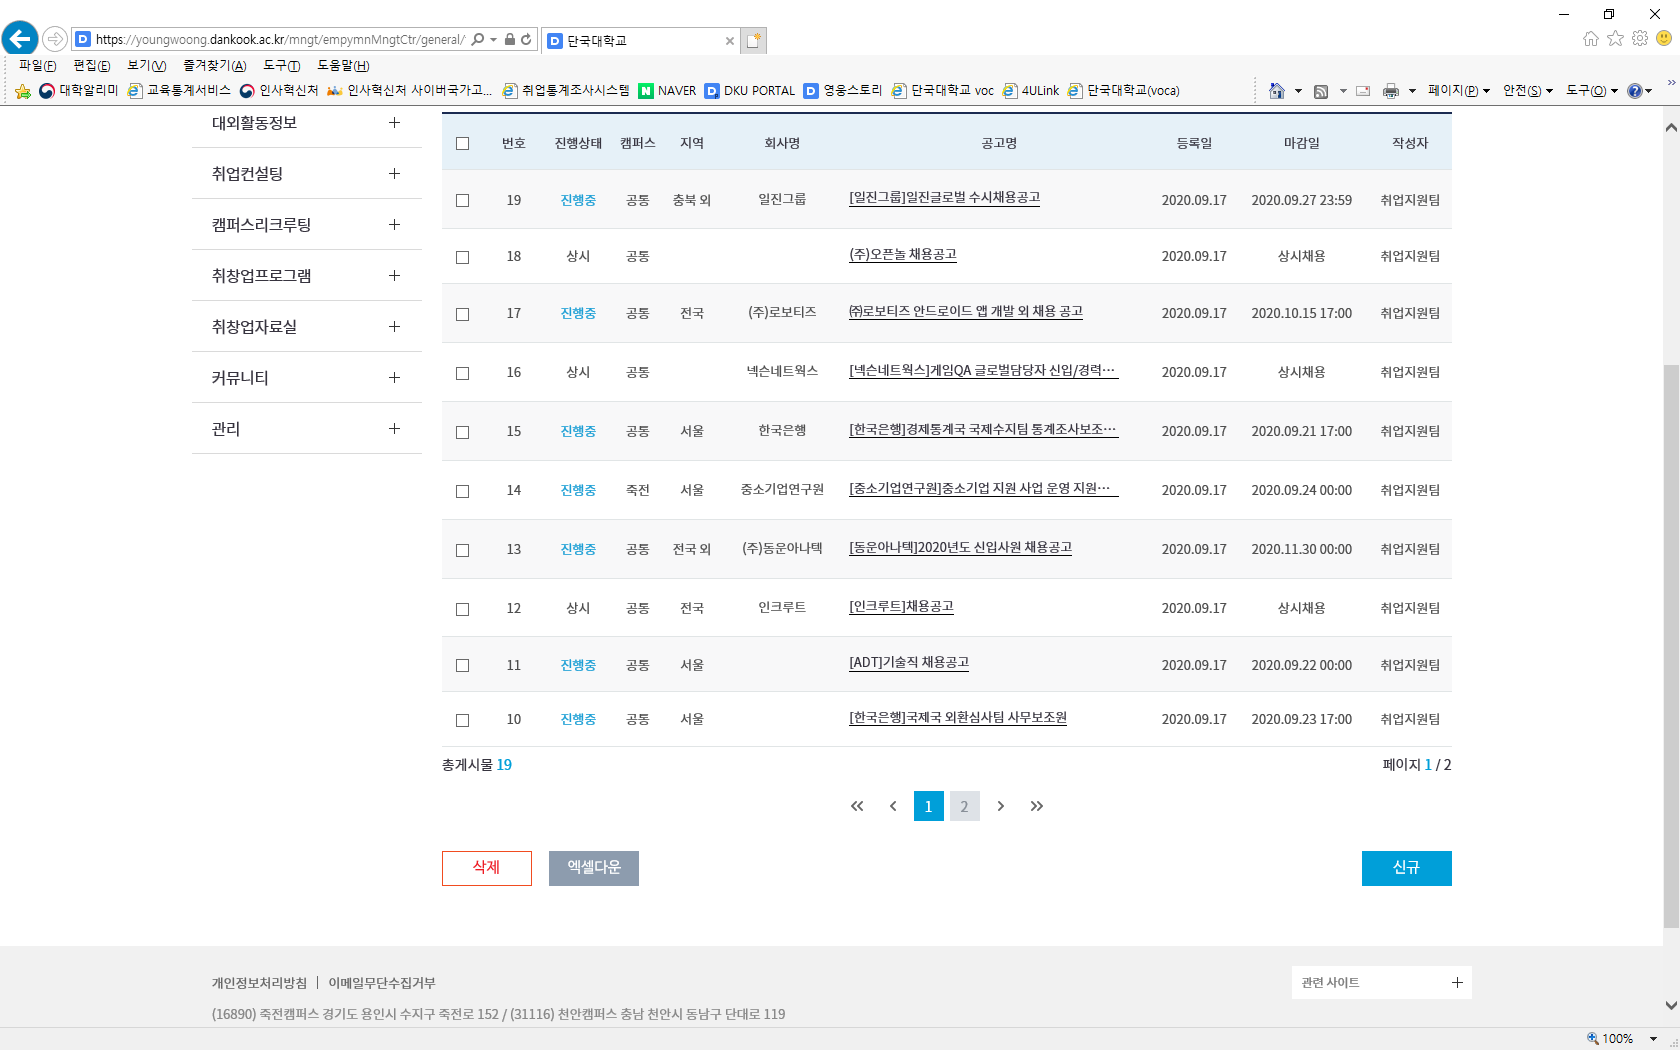 https://youngwoong.dankook.ac.kr/mngt/empymnMngtCtr/general/
단국대학교
파일(F) 편집(E) 보기(V) 즐겨찾기(A) 도구(T) 도움말(H)
대학알리미 교육통계서비스 인사혁신처 인사혁신처 사이버국가고... 취업통계조사시스템 NAVER DKU PORTAL 영웅스토리 단국대학교 voc 4ULink 단국대학교(voca) 페이지(P) 안전(S) 도구(O)
대외활동정보
취업컨설팅
캠퍼스리크루팅
취창업프로그램
취창업자료실
커뮤니티
관리
번호 진행상태 캠퍼스 지역 회사명 공고명 등록일 마감일 작성자
19 진행중 공통 충북 외 일진그룹 [일진그룹]일진글로벌 수시채용공고 2020.09.17 2020.09.27 23:59 취업지원팀
18 상시 공통 (주)오픈놀 채용공고 2020.09.17 상시채용 취업지원팀
17 진행중 공통 전국 (주)로보티즈 ㈜로보티즈 안드로이드 앱 개발 외 채용 공고 2020.09.17 2020.10.15 17:00 취업지원팀
16 상시 공통 넥슨네트웍스 [넥슨네트웍스]게임QA 글로벌담당자 신입/경력… 2020.09.17 상시채용 취업지원팀
15 진행중 공통 서울 한국은행 [한국은행]경제통계국 국제수지팀 통계조사보조… 2020.09.17 2020.09.21 17:00 취업지원팀
14 진행중 죽전 서울 중소기업연구원 [중소기업연구원]중소기업 지원 사업 운영 지원… 2020.09.17 2020.09.24 00:00 취업지원팀
13 진행중 공통 전국 외 (주)동운아나텍 [동운아나텍]2020년도 신입사원 채용공고 2020.09.17 2020.11.30 00:00 취업지원팀
12 상시 공통 전국 인크루트 [인크루트]채용공고 2020.09.17 상시채용 취업지원팀
11 진행중 공통 서울 [ADT]기술직 채용공고 2020.09.17 2020.09.22 00:00 취업지원팀
10 진행중 공통 서울 [한국은행]국제국 외환심사팀 사무보조원 2020.09.17 2020.09.23 17:00 취업지원팀
총게시물 19 페이지 1 / 2
1 2
삭제 엑셀다운 신규
개인정보처리방침 | 이메일무단수집거부 관련 사이트
(16890) 죽전캠퍼스 경기도 용인시 수지구 죽전로 152 / (31116) 천안캠퍼스 충남 천안시 동남구 단대로 119
100%